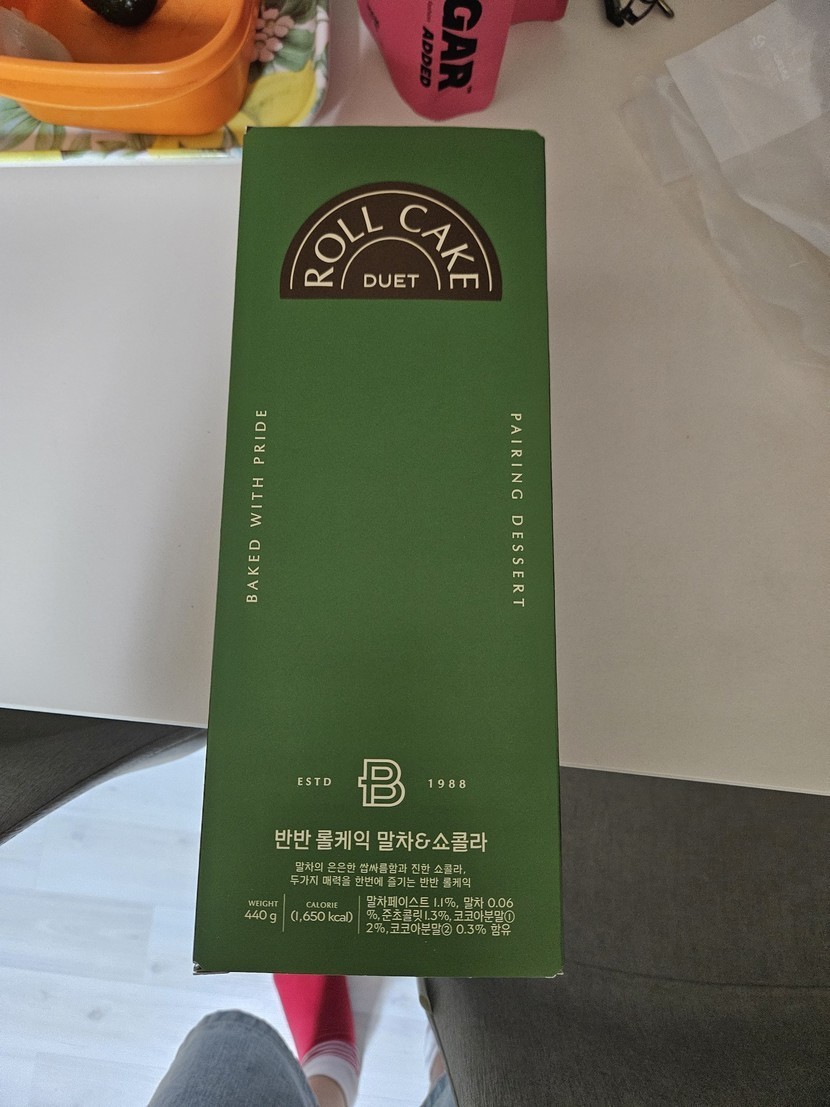 GAR
ADDED
ROLL CAKE
DUET
BAKED WITH PRIDE
PAIRING DESSERT
ESTD B 1988
반반 롤케익 말차&쇼콜라
말차의 은은한 쌉싸름함과 진한 쇼콜라,
두가지 매력을 한번에 즐기는 반반 롤케익
WEIGHT
440 g
CALORIE
(1,650 kcal)
말차페이스트 1.1%, 말차 0.06
%, 준초콜릿1.3%, 코코아분말①
2%, 코코아분말② 0.3% 함유